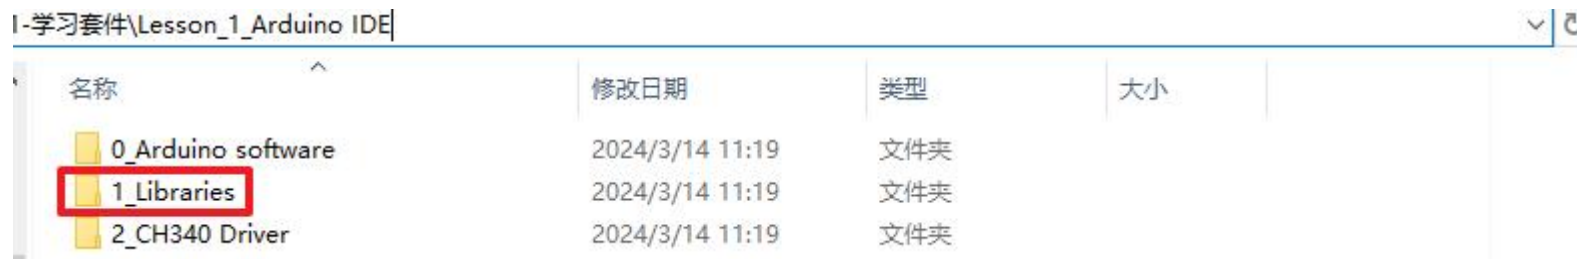 1-学习套件\Lesson_1_Arduino IDE
名称 修改日期 类型 大小
0_Arduino software 2024/3/14 11:19 文件夹
1_Libraries 2024/3/14 11:19 文件夹
2_CH340 Driver 2024/3/14 11:19 文件夹